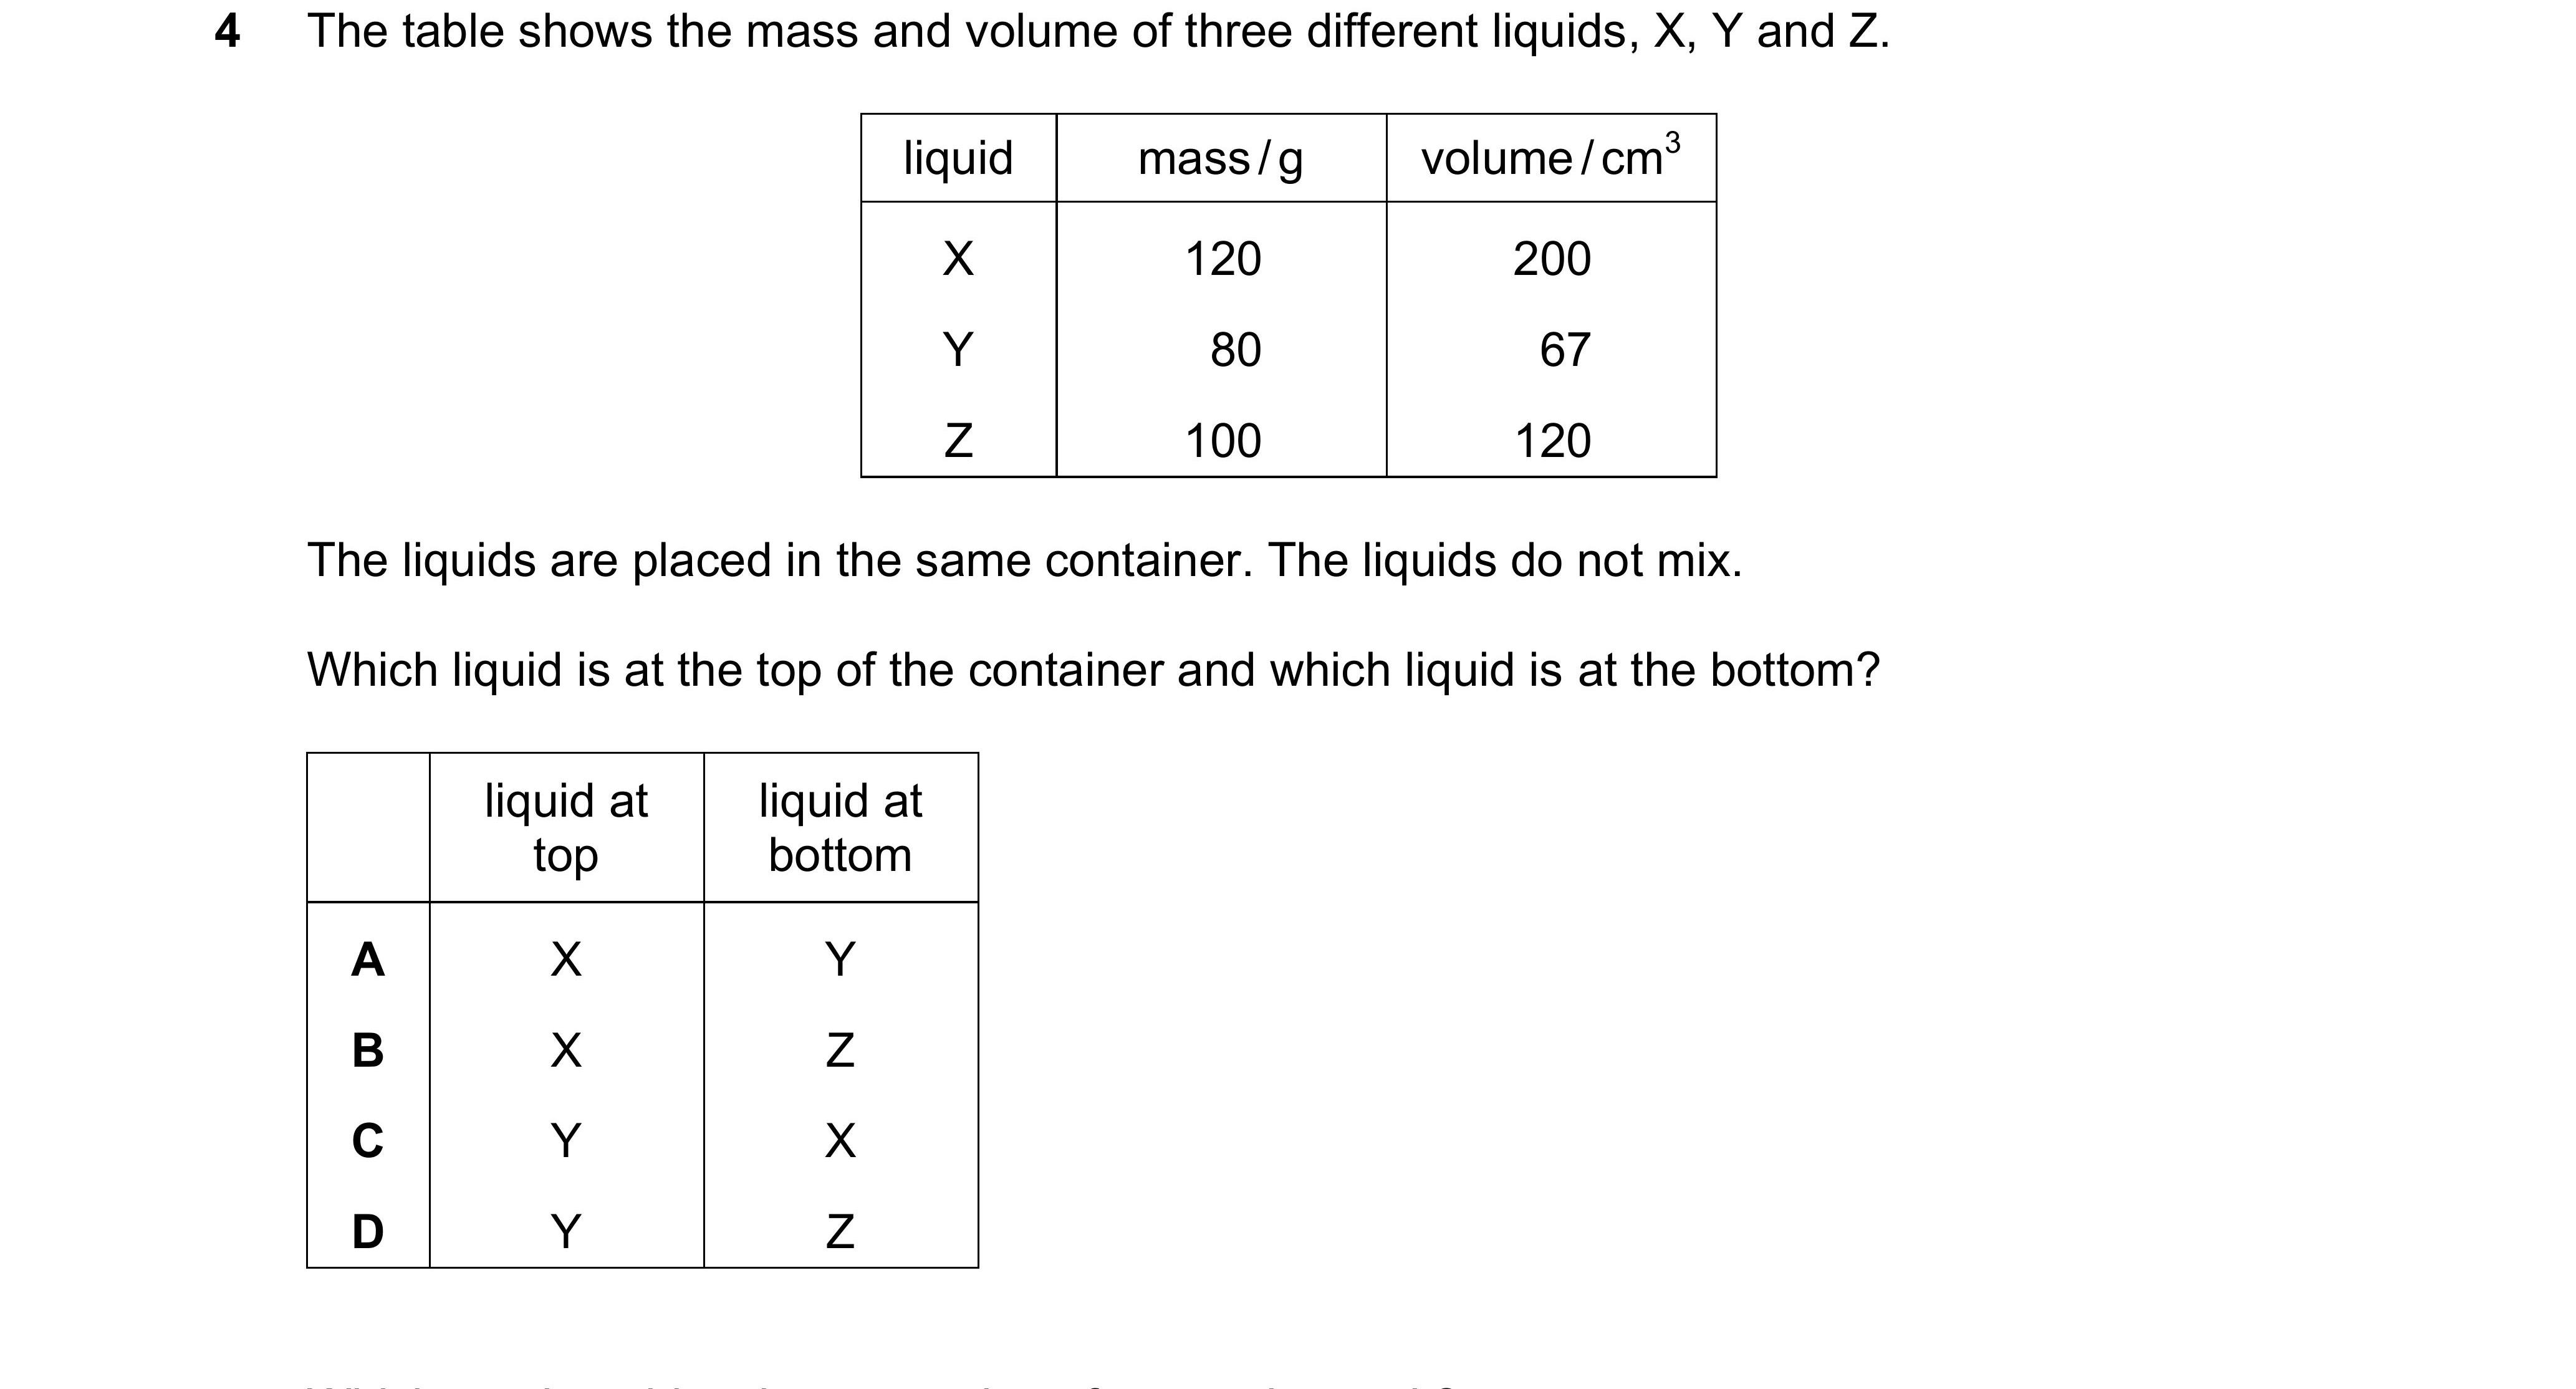 4 The table shows the mass and volume of three different liquids, X, Y and Z.
liquid mass / g volume / cm³
X 120 200
Y 80 67
Z 100 120
The liquids are placed in the same container. The liquids do not mix.
Which liquid is at the top of the container and which liquid is at the bottom?
liquid at top liquid at bottom
A X Y
B X Z
C Y X
D Y Z